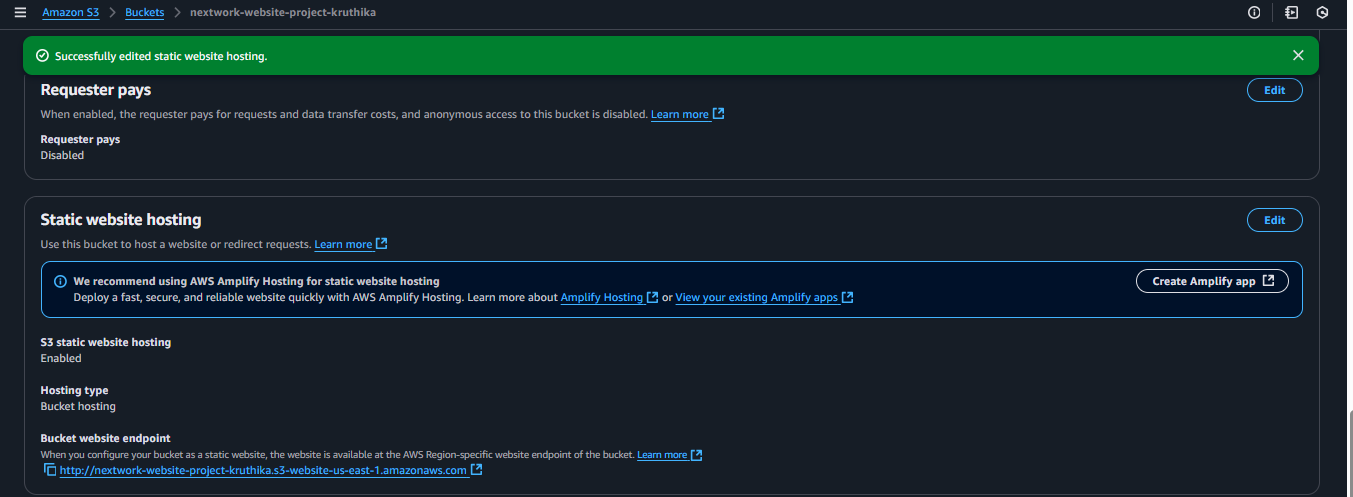 Amazon S3 > Buckets > nextwork-website-project-kruthika
Successfully edited static website hosting.
Requester pays
Edit
When enabled, the requester pays for requests and data transfer costs, and anonymous access to this bucket is disabled. Learn more
Requester pays
Disabled
Static website hosting
Edit
Use this bucket to host a website or redirect requests. Learn more
We recommend using AWS Amplify Hosting for static website hosting
Deploy a fast, secure, and reliable website quickly with AWS Amplify Hosting. Learn more about Amplify Hosting or View your existing Amplify apps
Create Amplify app
S3 static website hosting
Enabled
Hosting type
Bucket hosting
Bucket website endpoint
When you configure your bucket as a static website, the website is available at the AWS Region-specific website endpoint of the bucket. Learn more
http://nextwork-website-project-kruthika.s3-website-us-east-1.amazonaws.com